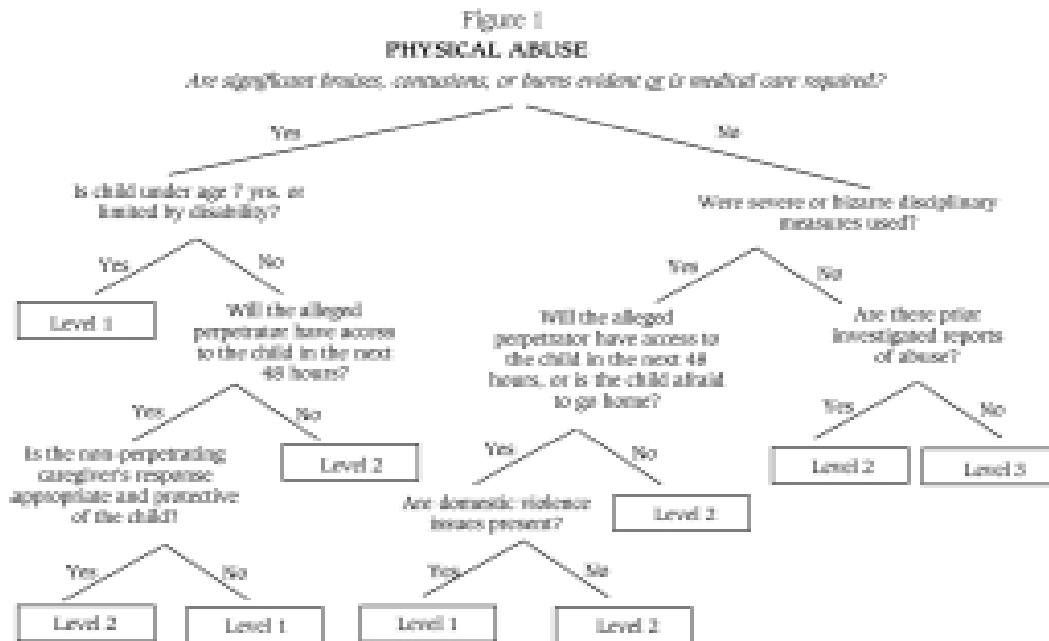 Figure 1
PHYSICAL ABUSE
Are significant bruises, contusions, or burns evident or is medical care required?
Yes
No
Is child under age 7 yrs. or
limited by disability?
Were severe or bizarre disciplinary
measures used?
Yes
No
Yes
No
Level 1
Will the alleged
perpetrator have access
to the child in the next
48 hours?
Will the alleged
perpetrator have access to
the child in the next 48
hours, or is the child afraid
to go home?
Are there prior
investigated reports
of abuse?
Yes
No
Yes
No
Yes
No
Is the non-perpetrating
caregiver's response
appropriate and protective
of the child?
Level 2
Are domestic violence
issues present?
Level 2
Level 2
Level 3
Yes
No
Yes
No
Level 2
Level 1
Level 1
Level 2